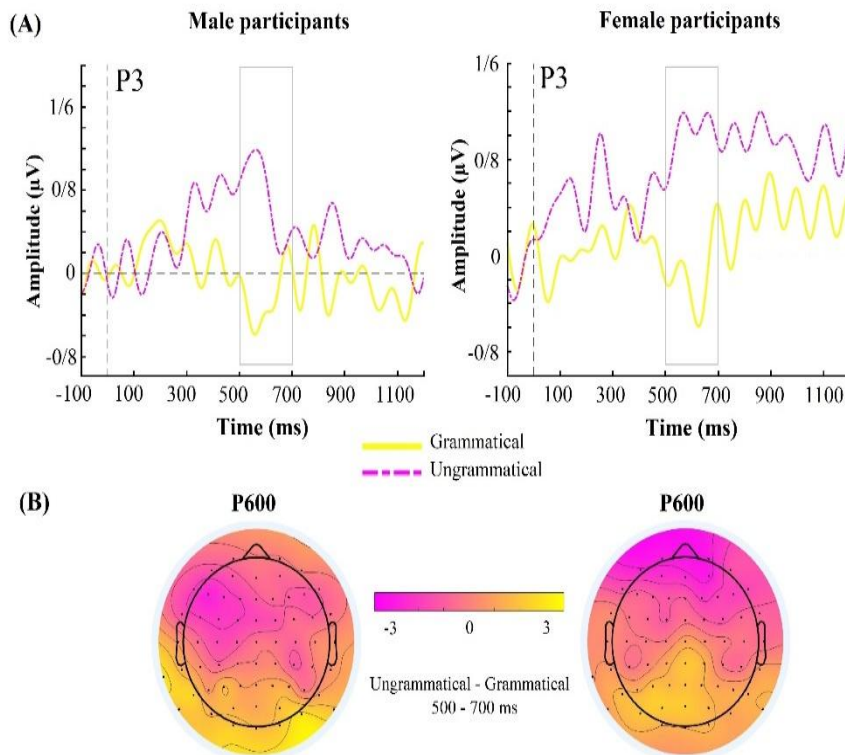 (A)
Male participants
Female participants
P3
1/6
0/8
0
-0/8
Amplitude (µV)
-100 100 300 500 700 900 1100
Time (ms)
P3
1/6
0/8
0
-0/8
Amplitude (µV)
-100 100 300 500 700 900 1100
Time (ms)
Grammatical
Ungrammatical
(B)
P600
P600
-3 0 3
Ungrammatical - Grammatical
500 - 700 ms